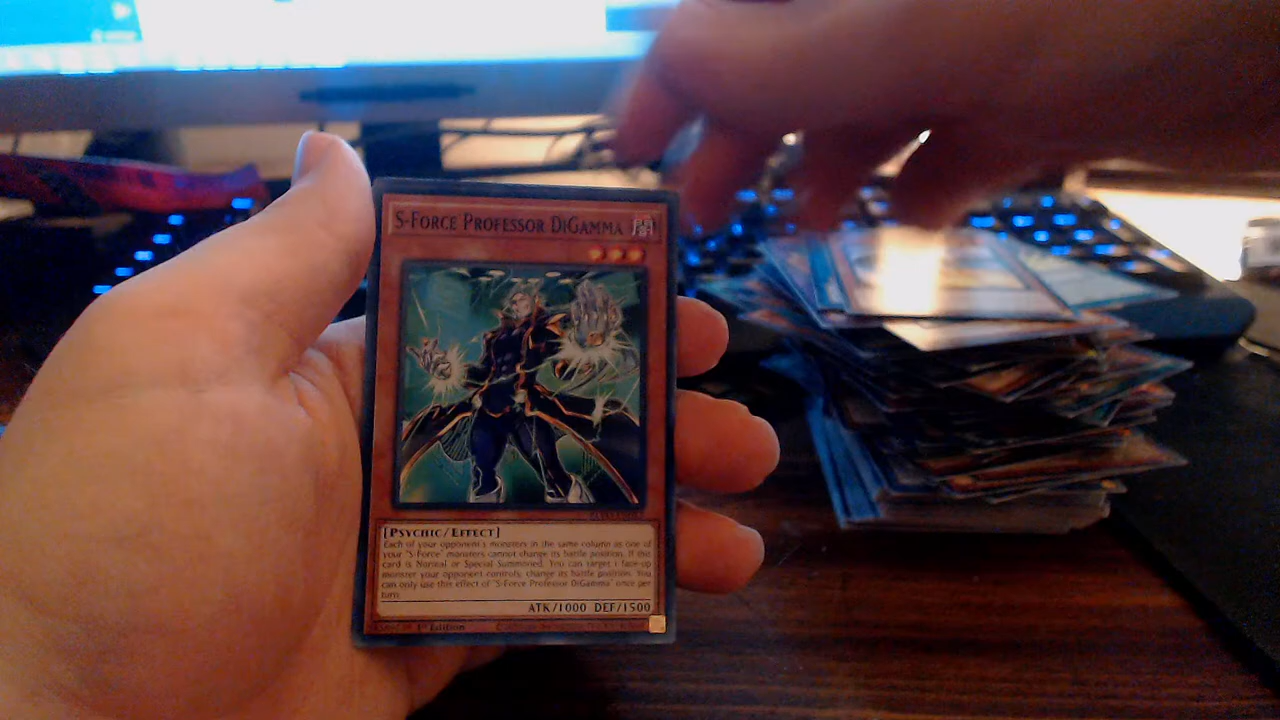 S-Force Professor DiGamma
[Psychic/Effect]
Each of your opponent's monsters in the same column as one of
your "S-Force" monsters cannot change its battle position. If this
card is Normal or Special Summoned: You can target 1 face-up
monster your opponent controls; change its battle position. You
can only use this effect of "S-Force Professor DiGamma" once per
turn.
ATK/1000 DEF/1500
1st Edition